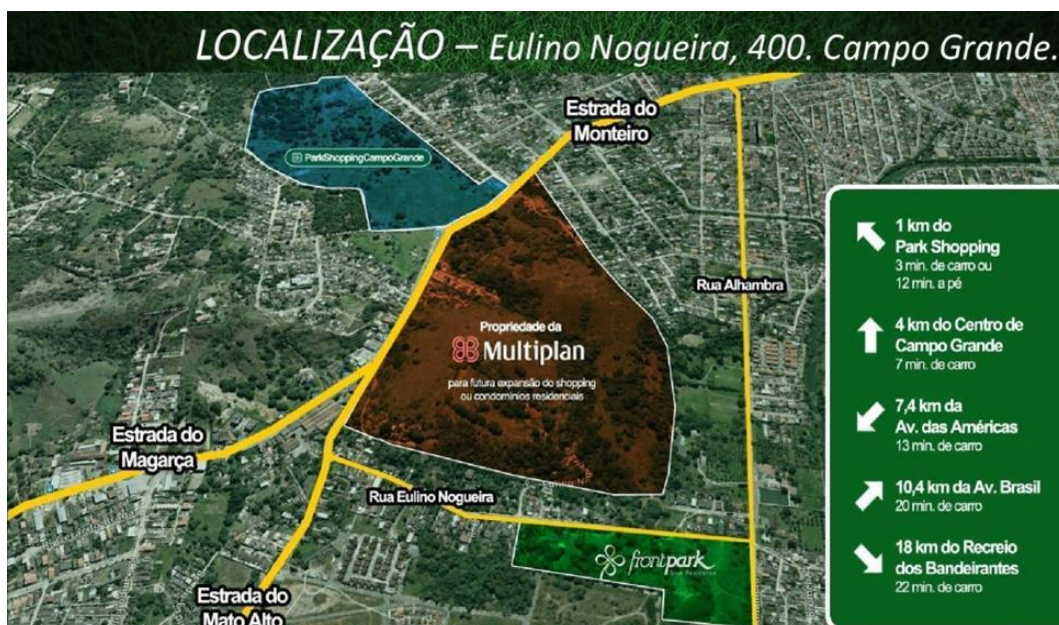 LOCALIZAÇÃO – Eulino Nogueira, 400. Campo Grande.
Estrada do
Monteiro
ParkShoppingCampoGrande
Rua Alhambra
Propriedade da
Multiplan
para futura expansão do shopping
ou condomínios residenciais
Estrada do
Magarça
Rua Eulino Nogueira
frontpark
Estrada do
Mato Alto
1 km do
Park Shopping
3 min. de carro ou
12 min. a pé
4 km do Centro de
Campo Grande
7 min. de carro
7,4 km da
Av. das Américas
13 min. de carro
10,4 km da Av. Brasil
20 min. de carro
18 km do Recreio
dos Bandeirantes
22 min. de carro